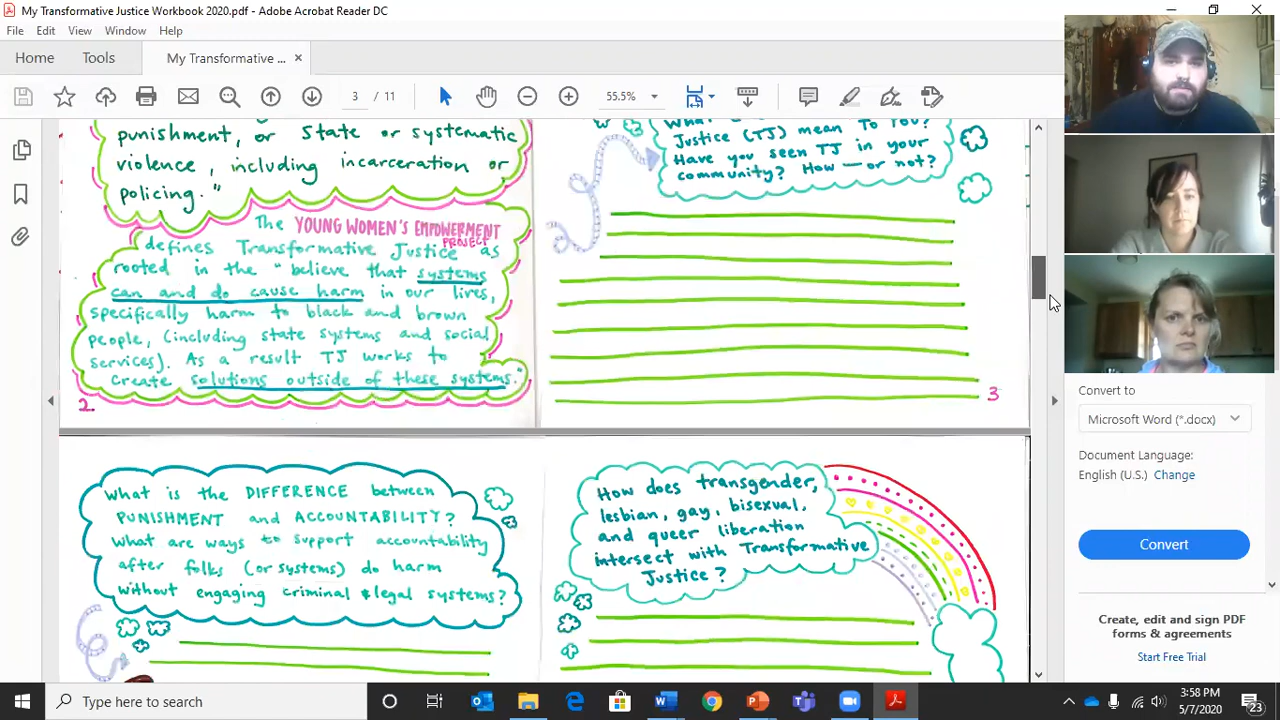 My Transformative Justice Workbook 2020.pdf - Adobe Acrobat Reader DC
File Edit View Window Help
Home Tools My Transformative ... ×
3 / 11 55.5%
punishment, or State or systematic
violence, including incarceration or
policing."
The YOUNG WOMEN'S EMPOWERMENT
PROJECT
defines Transformative Justice as
rooted in the "believe that systems
can and do cause harm in our lives,
specifically harm to black and brown
people, (including state systems and social
services). As a result TJ works to
create solutions outside of these systems."
2
Justice (TJ) mean to You?
Have you seen TJ in your
community? How — or not?
3
What is the DIFFERENCE between
PUNISHMENT and ACCOUNTABILITY?
What are ways to support accountability
after folks (or systems) do harm
without engaging criminal & legal systems?
How does transgender,
lesbian, gay, bisexual,
and queer liberation
intersect with Transformative
Justice?
Convert to
Microsoft Word (*.docx)
Document Language:
English (U.S.) Change
Convert
Create, edit and sign PDF
forms & agreements
Start Free Trial
Type here to search
3:58 PM
5/7/2020
23